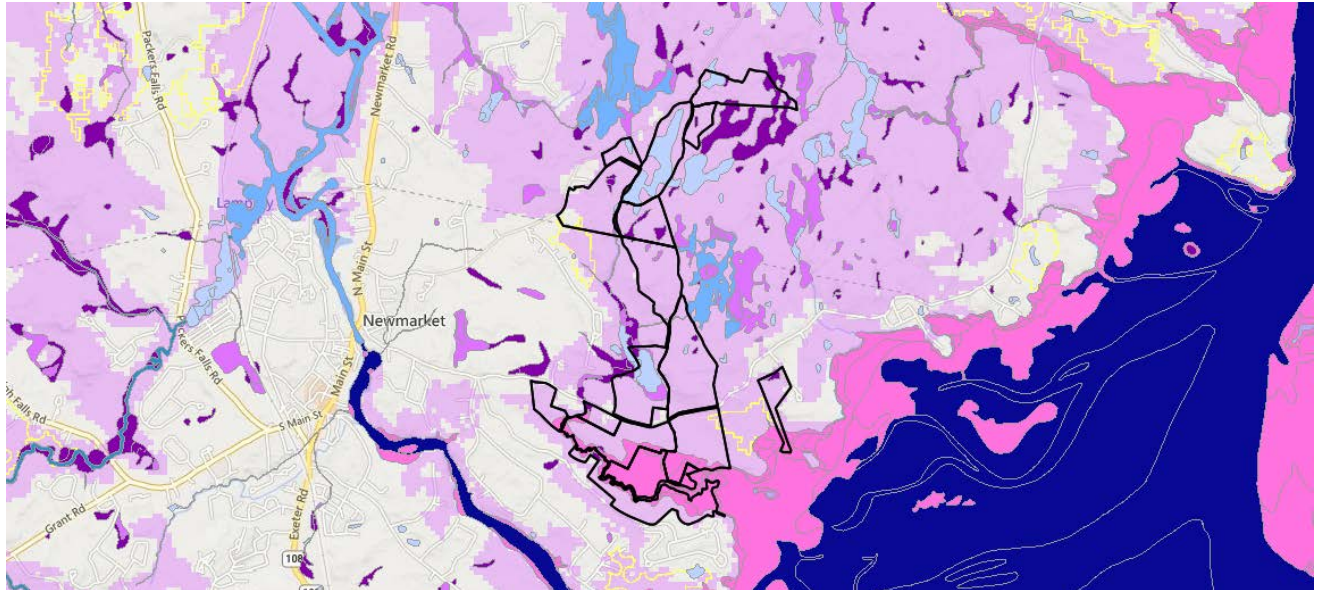 Packers Falls Rd
Newmarket Rd
N Main St
Newmarket
Packers Falls Rd
Main St
S Main St
Grant Rd
Exeter Rd
108